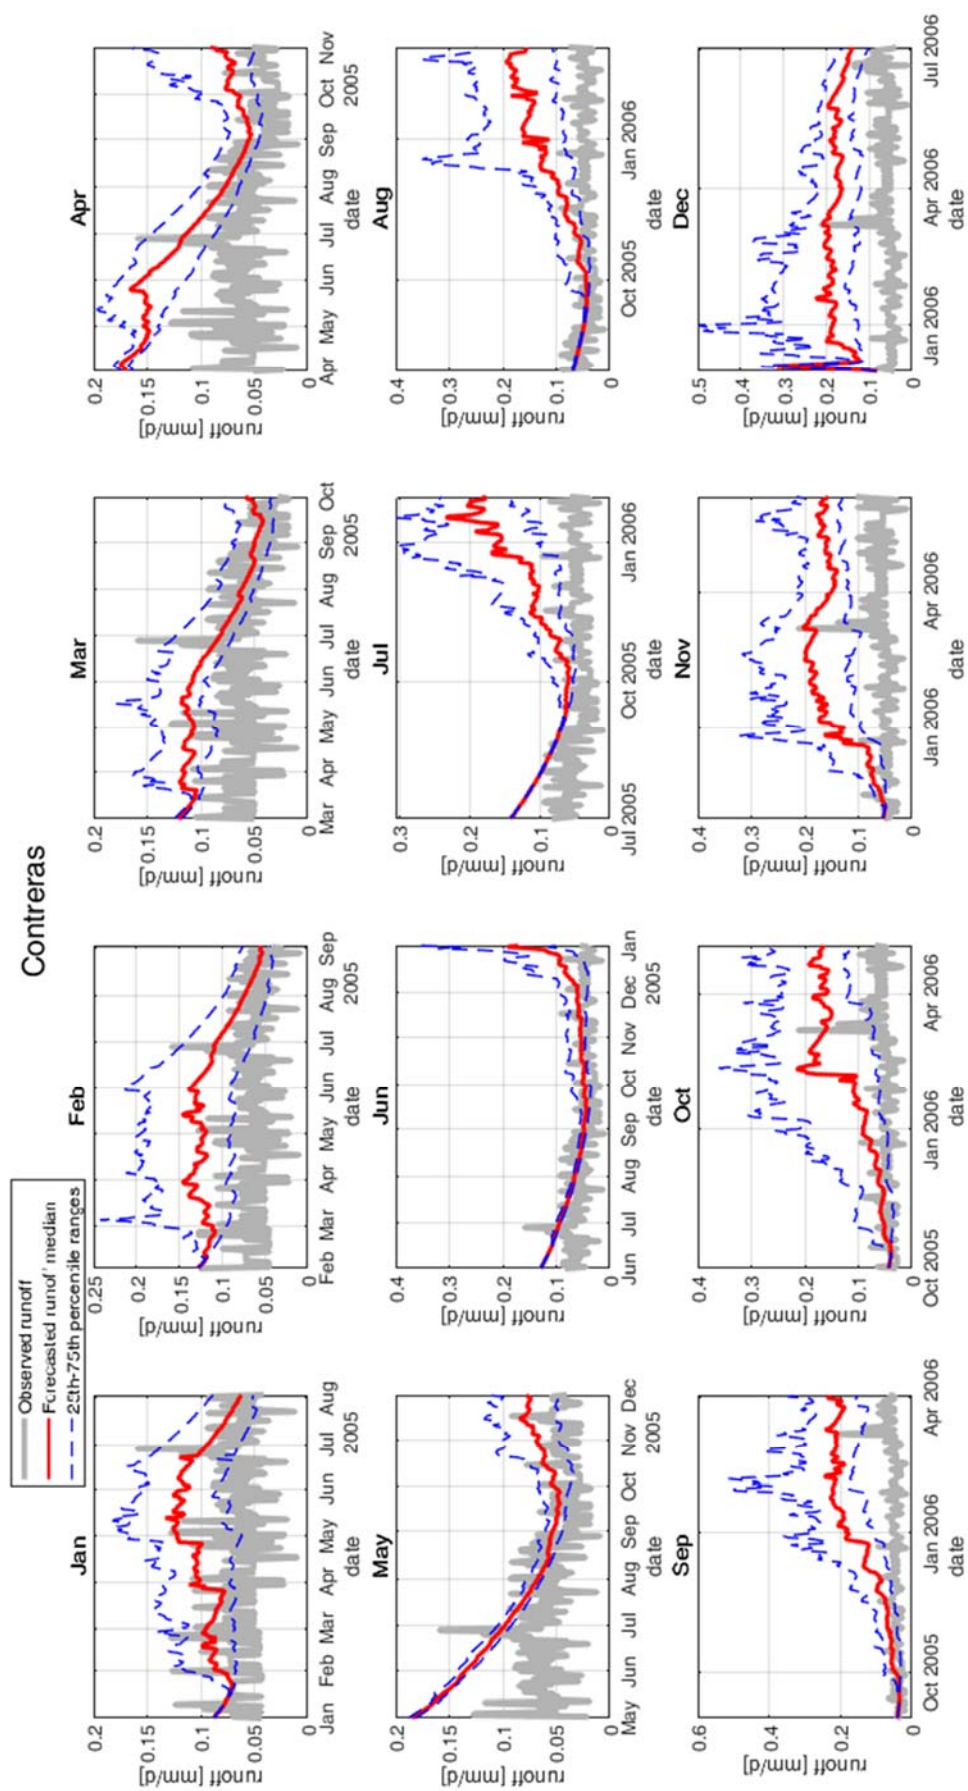 Contreras
Observed runoff
Forecasted runoff median
25th-75th percentile ranges
Jan
runoff [mm/d]
0.2
0.15
0.1
0.05
0
Jan Feb Mar Apr May Jun Jul Aug
date 2005
Feb
runoff [mm/d]
0.25
0.2
0.15
0.1
0.05
0
Feb Mar Apr May Jun Jul Aug Sep
date 2005
Mar
runoff [mm/d]
0.2
0.15
0.1
0.05
0
Mar Apr May Jun Jul Aug Sep Oct
date 2005
Apr
runoff [mm/d]
0.2
0.15
0.1
0.05
0
Apr May Jun Jul Aug Sep Oct Nov
date 2005
May
runoff [mm/d]
0.2
0.15
0.1
0.05
0
May Jun Jul Aug Sep Oct Nov Dec
date 2005
Jun
runoff [mm/d]
0.4
0.3
0.2
0.1
0
Jun Jul Aug Sep Oct Nov Dec Jan
date 2005
Jul
runoff [mm/d]
0.3
0.2
0.1
0
Jul 2005 Oct 2005 Jan 2006
date
Aug
runoff [mm/d]
0.4
0.3
0.2
0.1
0
Oct 2005 Jan 2006
date
Sep
runoff [mm/d]
0.6
0.4
0.2
0
Oct 2005 Jan 2006 Apr 2006
date
Oct
runoff [mm/d]
0.4
0.3
0.2
0.1
0
Oct 2005 Jan 2006 Apr 2006
date
Nov
runoff [mm/d]
0.4
0.3
0.2
0.1
0
Jan 2006 Apr 2006
date
Dec
runoff [mm/d]
0.5
0.4
0.3
0.2
0.1
0
Jan 2006 Apr 2006 Jul 2006
date